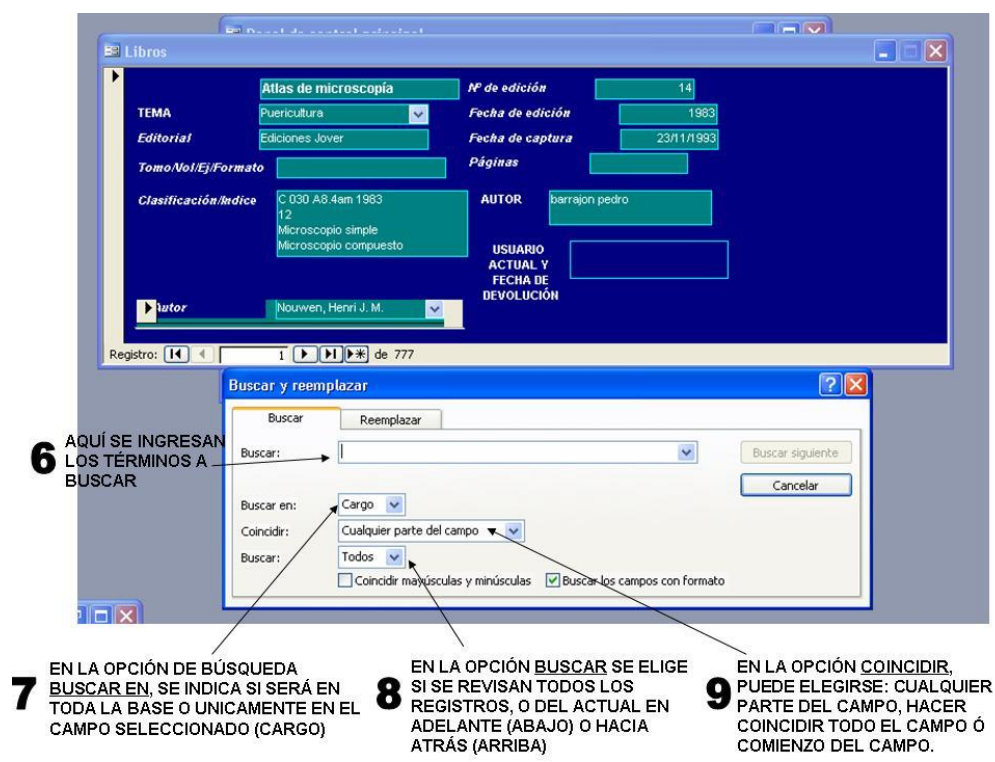 Panel de control principal
Libros
Atlas de microscopía
Nº de edición
14
TEMA
Puericultura
Fecha de edición
1983
Editorial
Ediciones Jover
Fecha de captura
23/11/1993
Tomo/Vol/Ej/Formato
Páginas
Clasificación/Indice
C 030 A8.4am 1983
12
Microscopio simple
Microscopio compuesto
AUTOR
barrajon pedro
USUARIO
ACTUAL Y
FECHA DE
DEVOLUCIÓN
Autor
Nouwen, Henri J. M.
Registro:
1
de 777
Buscar y reemplazar
Buscar
Reemplazar
6
AQUÍ SE INGRESAN
LOS TÉRMINOS A
BUSCAR
Buscar:
Buscar siguiente
Cancelar
Buscar en:
Cargo
Coincidir:
Cualquier parte del campo
Buscar:
Todos
Coincidir mayúsculas y minúsculas
Buscar los campos con formato
7
EN LA OPCIÓN DE BÚSQUEDA
BUSCAR EN, SE INDICA SI SERÁ EN
TODA LA BASE O UNICAMENTE EN EL
CAMPO SELECCIONADO (CARGO)
8
EN LA OPCIÓN BUSCAR SE ELIGE
SI SE REVISAN TODOS LOS
REGISTROS, O DEL ACTUAL EN
ADELANTE (ABAJO) O HACIA
ATRÁS (ARRIBA)
9
EN LA OPCIÓN COINCIDIR,
PUEDE ELEGIRSE: CUALQUIER
PARTE DEL CAMPO, HACER
COINCIDIR TODO EL CAMPO Ó
COMIENZO DEL CAMPO.